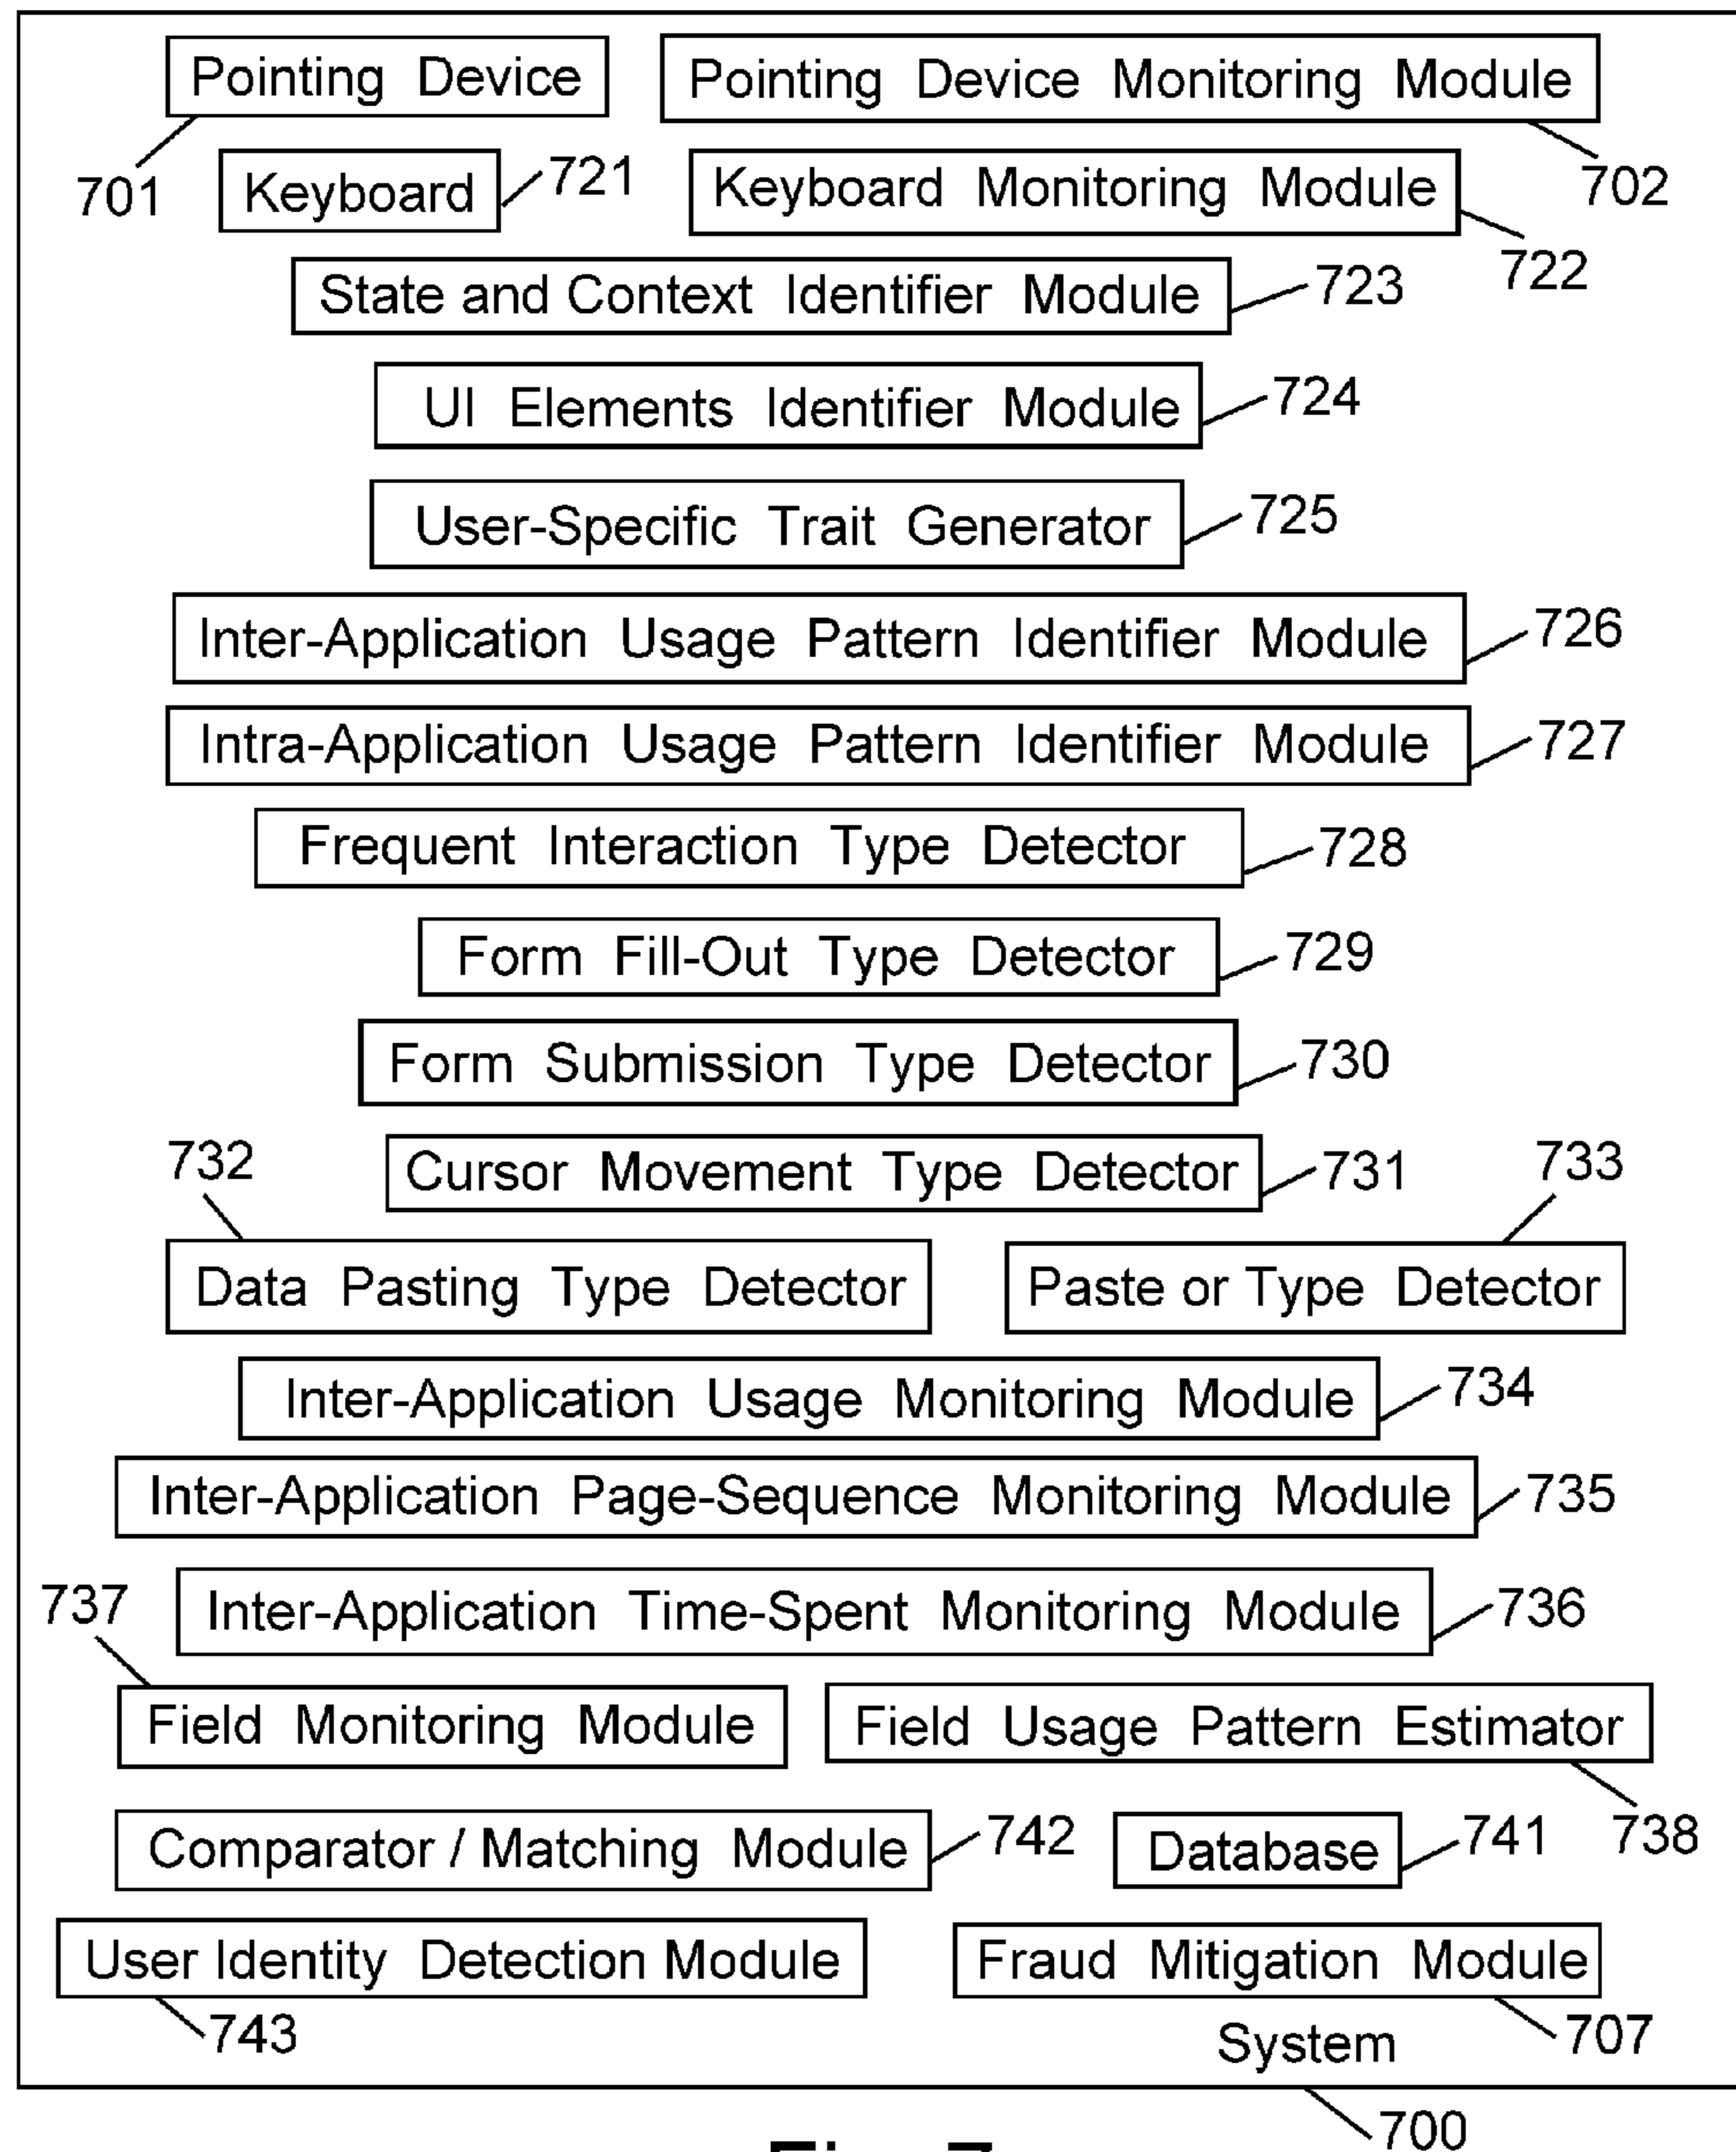 Pointing Device
Pointing Device Monitoring Module
701
Keyboard
721
Keyboard Monitoring Module
702
722
State and Context Identifier Module
723
UI Elements Identifier Module
724
User-Specific Trait Generator
725
Inter-Application Usage Pattern Identifier Module
726
Intra-Application Usage Pattern Identifier Module
727
Frequent Interaction Type Detector
728
Form Fill-Out Type Detector
729
Form Submission Type Detector
730
732
Cursor Movement Type Detector
731
733
Data Pasting Type Detector
Paste or Type Detector
Inter-Application Usage Monitoring Module
734
Inter-Application Page-Sequence Monitoring Module
735
737
Inter-Application Time-Spent Monitoring Module
736
Field Monitoring Module
Field Usage Pattern Estimator
738
Comparator / Matching Module
742
Database
741
User Identity Detection Module
Fraud Mitigation Module
743
System
707
700